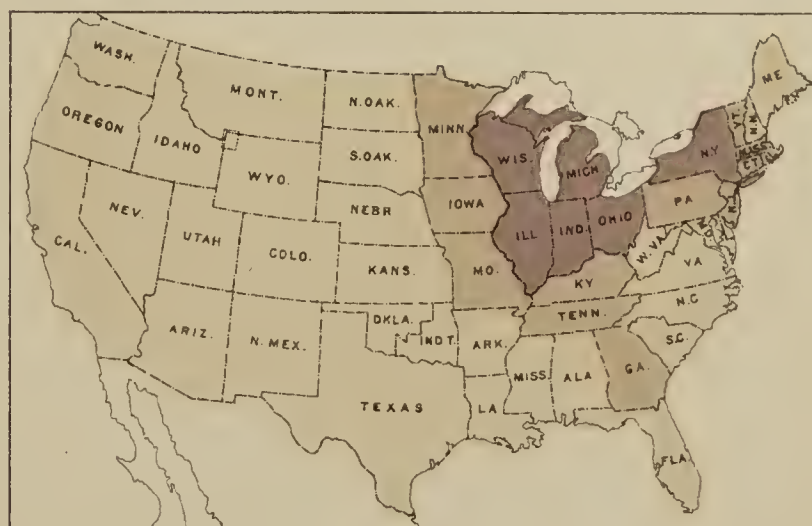 WASH.
MONT.
N.OAK.
MINN.
ME
VT.
N.H.
OREGON
IDAHO
S.OAK.
WIS.
MICH
N.Y
MASS
CT.
WYO.
NEV.
NEBR
IOWA
PA
CAL.
UTAH
COLO.
KANS.
MO.
ILL
IND.
OHIO
W.VA
VA
KY
N.C
TENN.
ARIZ.
N.MEX.
OKLA.
IND T.
ARK.
S.C.
MISS.
ALA
GA.
TEXAS
LA
FLA.